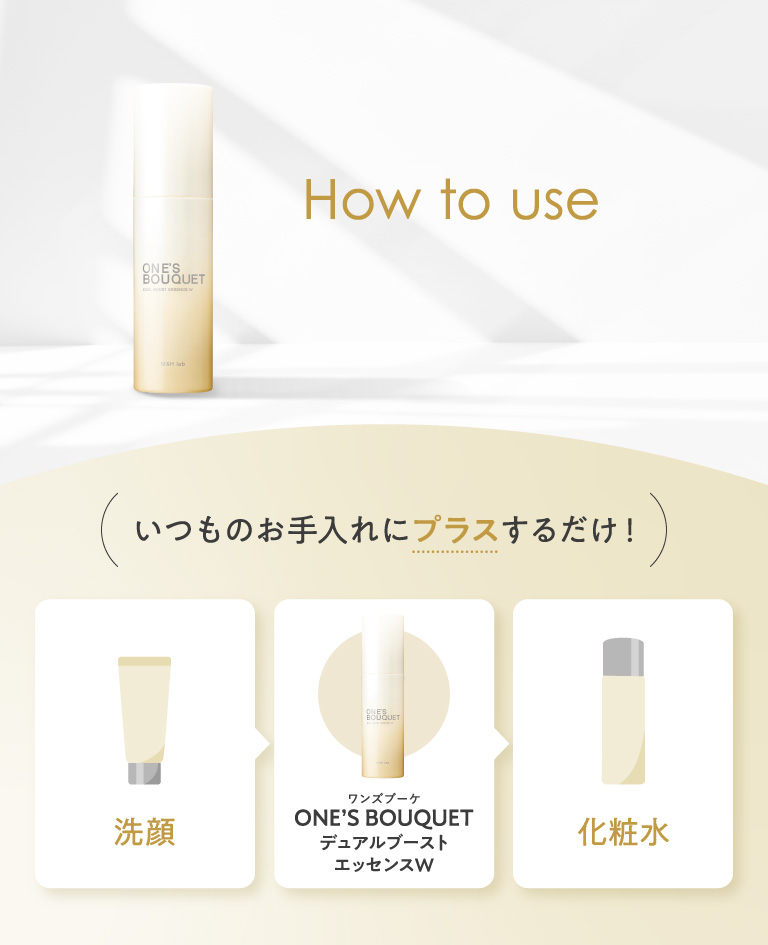 How to use
ONE'S
BOUQUET
いつものお手入れにプラスするだけ！
洗顔
ONE'S
BOUQUET
ワンズブーケ
ONE'S BOUQUET
デュアルブースト
エッセンスW
化粧水